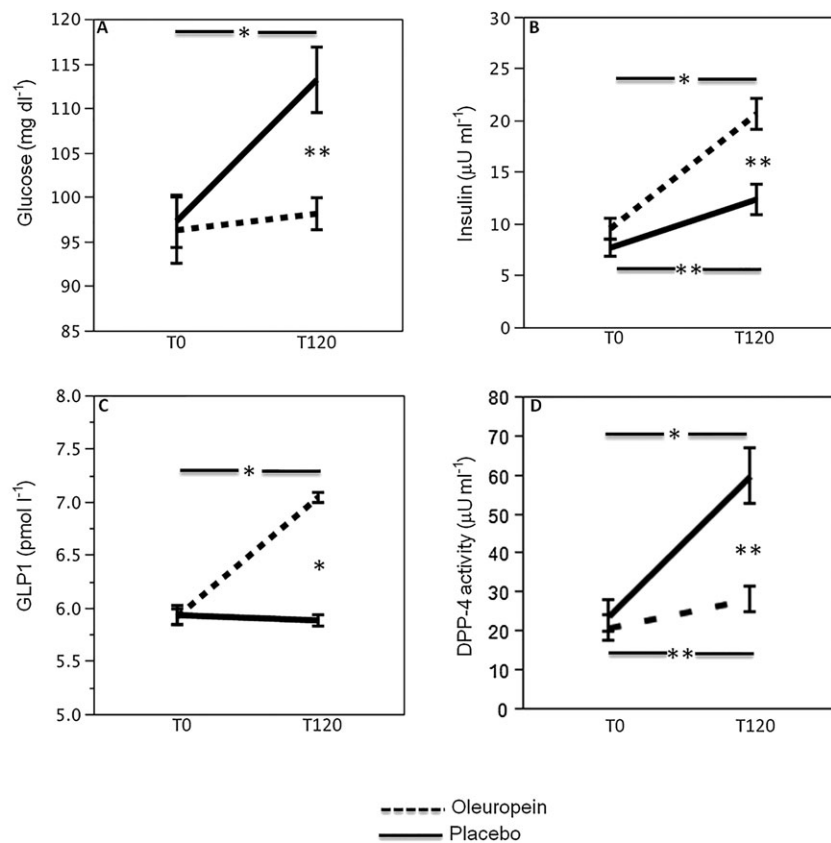 A
*
Glucose (mg dl⁻¹)
120
115
110
105
100
95
90
85
**
T0
T120
B
*
Insulin (µU ml⁻¹)
30
25
20
15
10
5
0
**
**
T0
T120
C
*
GLP1 (pmol l⁻¹)
8.0
7.5
7.0
6.5
6.0
5.5
5.0
*
T0
T120
D
*
DPP-4 activity (µU ml⁻¹)
80
70
60
50
40
30
20
10
0
**
**
T0
T120
Oleuropein
Placebo